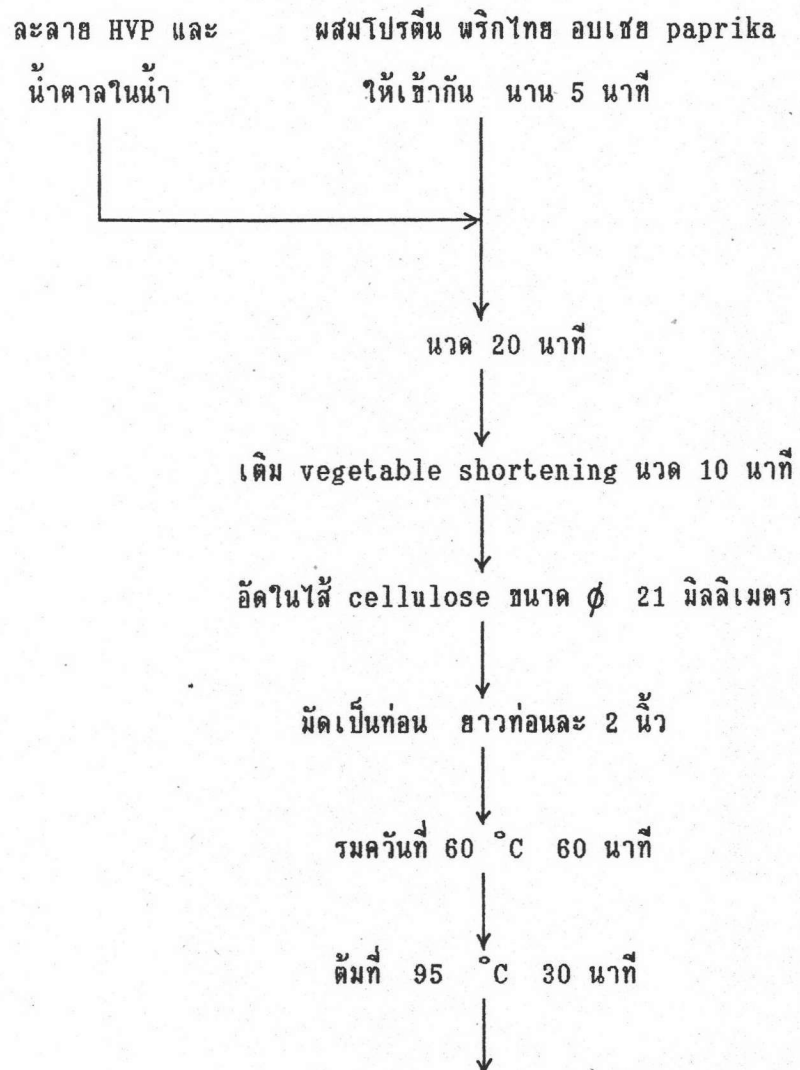 ละลาย HVP และ
น้ำตาลในน้ำ
ผสมโปรตีน พริกไทย อบเชย paprika
ให้เข้ากัน นาน 5 นาที
นวด 20 นาที
เติม vegetable shortening นวด 10 นาที
อัดในไส้ cellulose ขนาด ϕ 21 มิลลิเมตร
มัดเป็นท่อน ยาวท่อนละ 2 นิ้ว
รมควันที่ 60 °C 60 นาที
ต้มที่ 95 °C 30 นาที